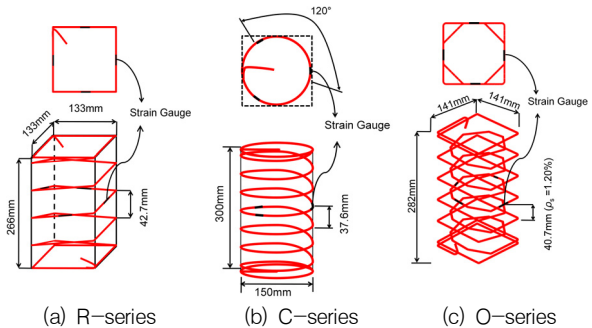 133mm
133mm
Strain Gauge
266mm
42.7mm
(a) R-series
120°
Strain Gauge
300mm
37.6mm
150mm
(b) C-series
141mm
141mm
Strain Gauge
282mm
40.7mm (ρs =1.20%)
(c) O-series